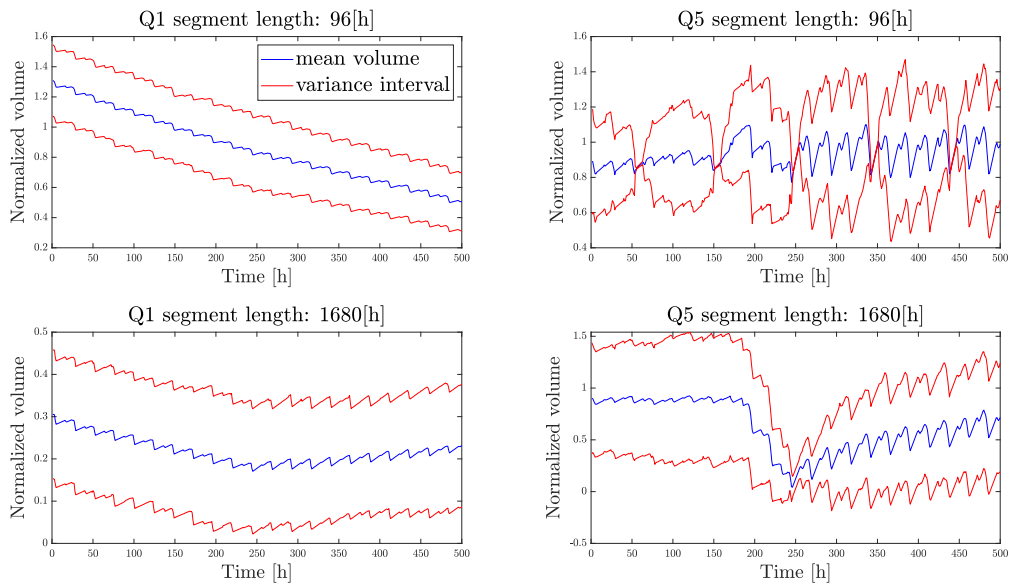 Q1 segment length: 96[h]
Normalized volume
1.6
1.4
1.2
1
0.8
0.6
0.4
0.2
mean volume
variance interval
0 50 100 150 200 250 300 350 400 450 500
Time [h]
Q5 segment length: 96[h]
Normalized volume
1.6
1.4
1.2
1
0.8
0.6
0.4
0 50 100 150 200 250 300 350 400 450 500
Time [h]
Q1 segment length: 1680[h]
Normalized volume
0.5
0.4
0.3
0.2
0.1
0
0 50 100 150 200 250 300 350 400 450 500
Time [h]
Q5 segment length: 1680[h]
Normalized volume
1.5
1
0.5
0
-0.5
0 50 100 150 200 250 300 350 400 450 500
Time [h]